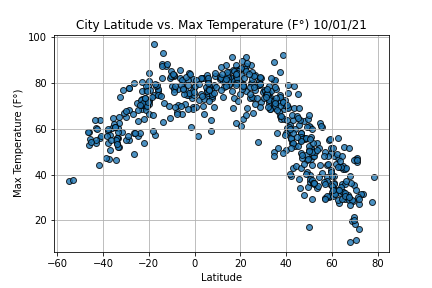 City Latitude vs. Max Temperature (F°) 10/01/21
100
80
60
40
20
Max Temperature (F°)
−60 −40 −20 0 20 40 60 80
Latitude